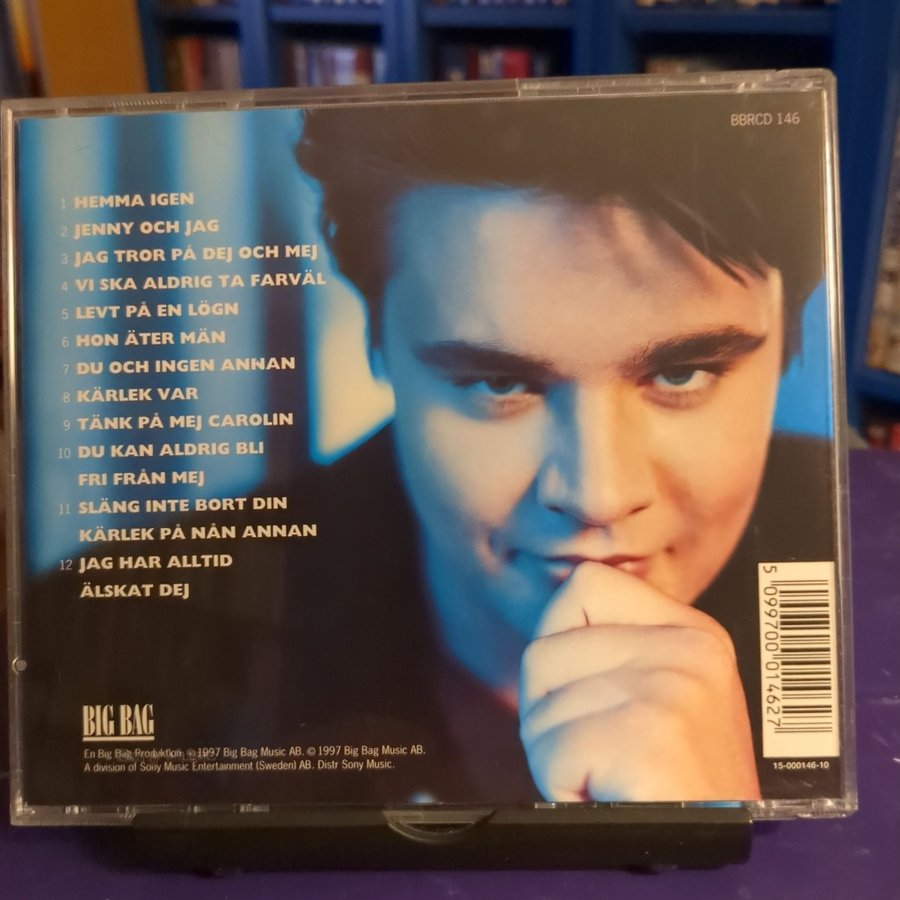 BBRCD 146
1 HEMMA IGEN
2 JENNY OCH JAG
3 JAG TROR PÅ DEJ OCH MEJ
4 VI SKA ALDRIG TA FARVÄL
5 LEVT PÅ EN LÖGN
6 HON ÄTER MÄN
7 DU OCH INGEN ANNAN
8 KÄRLEK VAR
9 TÄNK PÅ MEJ CAROLIN
10 DU KAN ALDRIG BLI
FRI FRÅN MEJ
11 SLÄNG INTE BORT DIN
KÄRLEK PÅ NÅN ANNAN
12 JAG HAR ALLTID
ÄLSKAT DEJ
BIG BAG
En Big Bag Produktion ℗1997 Big Bag Music AB. ©1997 Big Bag Music AB.
A division of Sony Music Entertainment (Sweden) AB. Distr Sony Music.
5 099700 014627
15-000146-10